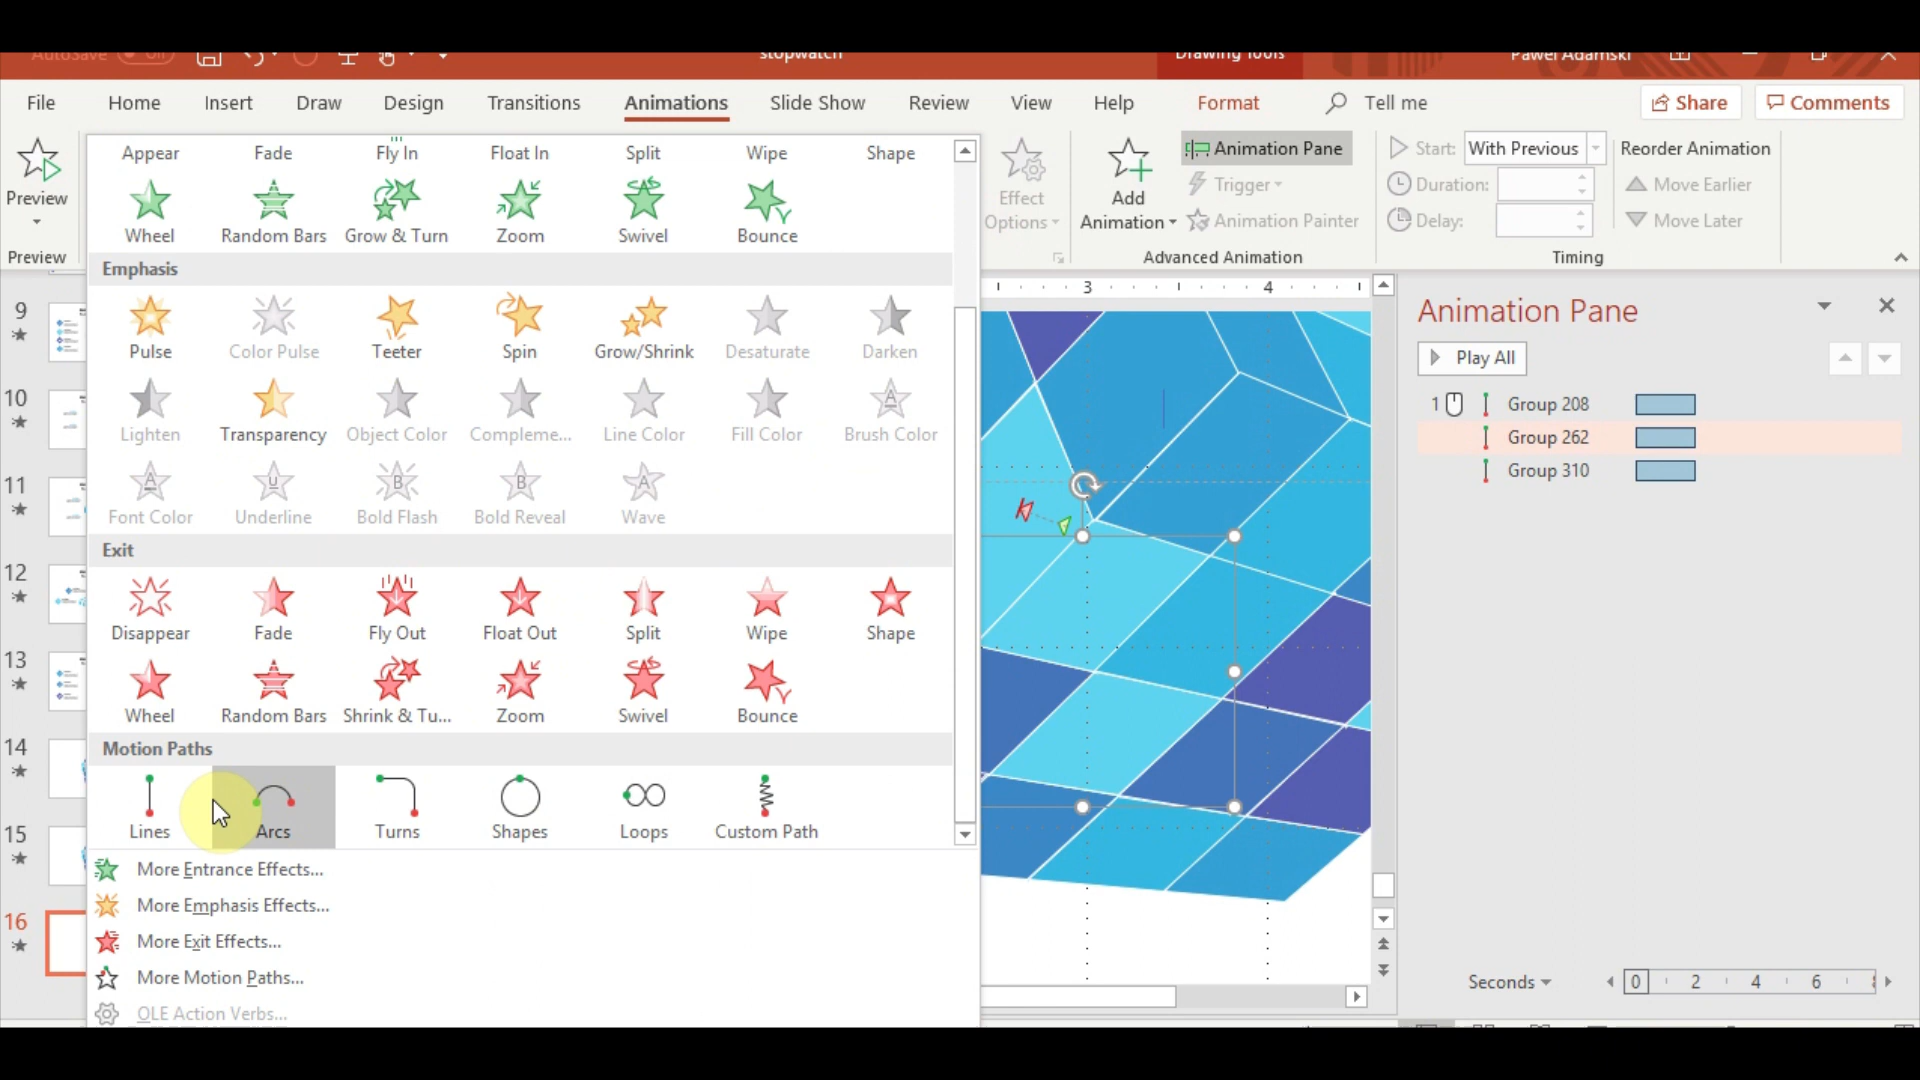 AutoSave Off
stopwatch
Drawing Tools
Paweł Adamski
File Home Insert Draw Design Transitions Animations Slide Show Review View Help Format Tell me Share Comments
Preview
Preview
Appear Fade Fly In Float In Split Wipe Shape
Wheel Random Bars Grow & Turn Zoom Swivel Bounce
Emphasis
Pulse Color Pulse Teeter Spin Grow/Shrink Desaturate Darken
Lighten Transparency Object Color Compleme... Line Color Fill Color Brush Color
Font Color Underline Bold Flash Bold Reveal Wave
Exit
Disappear Fade Fly Out Float Out Split Wipe Shape
Wheel Random Bars Shrink & Tu... Zoom Swivel Bounce
Motion Paths
Lines Arcs Turns Shapes Loops Custom Path
More Entrance Effects...
More Emphasis Effects...
More Exit Effects...
More Motion Paths...
OLE Action Verbs...
Effect
Options
Add
Animation
Animation Pane
Trigger
Animation Painter
Advanced Animation
Start: With Previous
Duration:
Delay:
Timing
Reorder Animation
Move Earlier
Move Later
9
10
11
12
13
14
15
16
3 4
Animation Pane
Play All
1 Group 208
Group 262
Group 310
Seconds 0 2 4 6